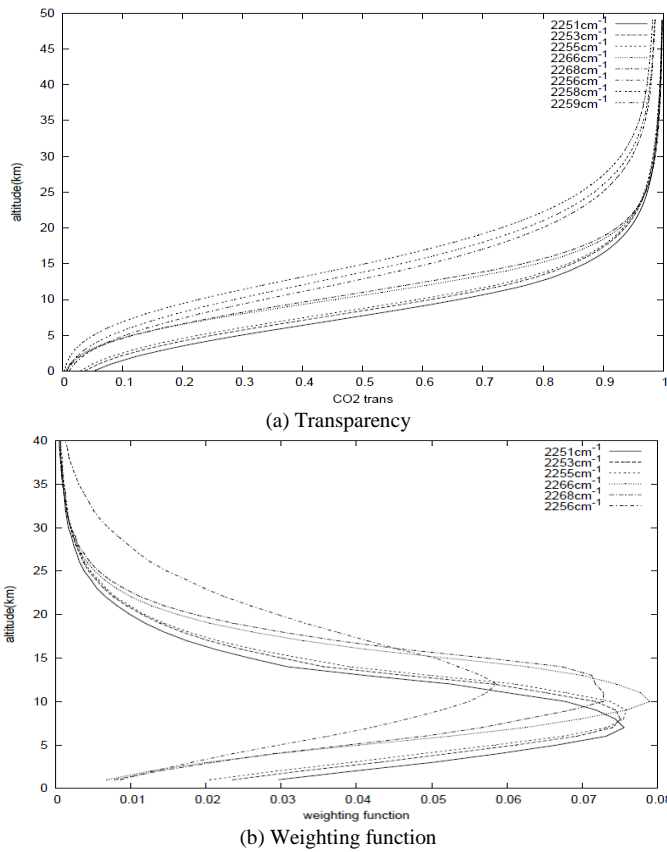 50
45
40
35
30
25
20
15
10
5
0
altitude(km)
2251cm-1
2253cm-1
2255cm-1
2266cm-1
2268cm-1
2256cm-1
2258cm-1
2259cm-1
0 0.1 0.2 0.3 0.4 0.5 0.6 0.7 0.8 0.9 1
CO2 trans
(a) Transparency
40
35
30
25
20
15
10
5
0
altitude(km)
2251cm-1
2253cm-1
2255cm-1
2266cm-1
2268cm-1
2256cm-1
0 0.01 0.02 0.03 0.04 0.05 0.06 0.07 0.08
weighting function
(b) Weighting function